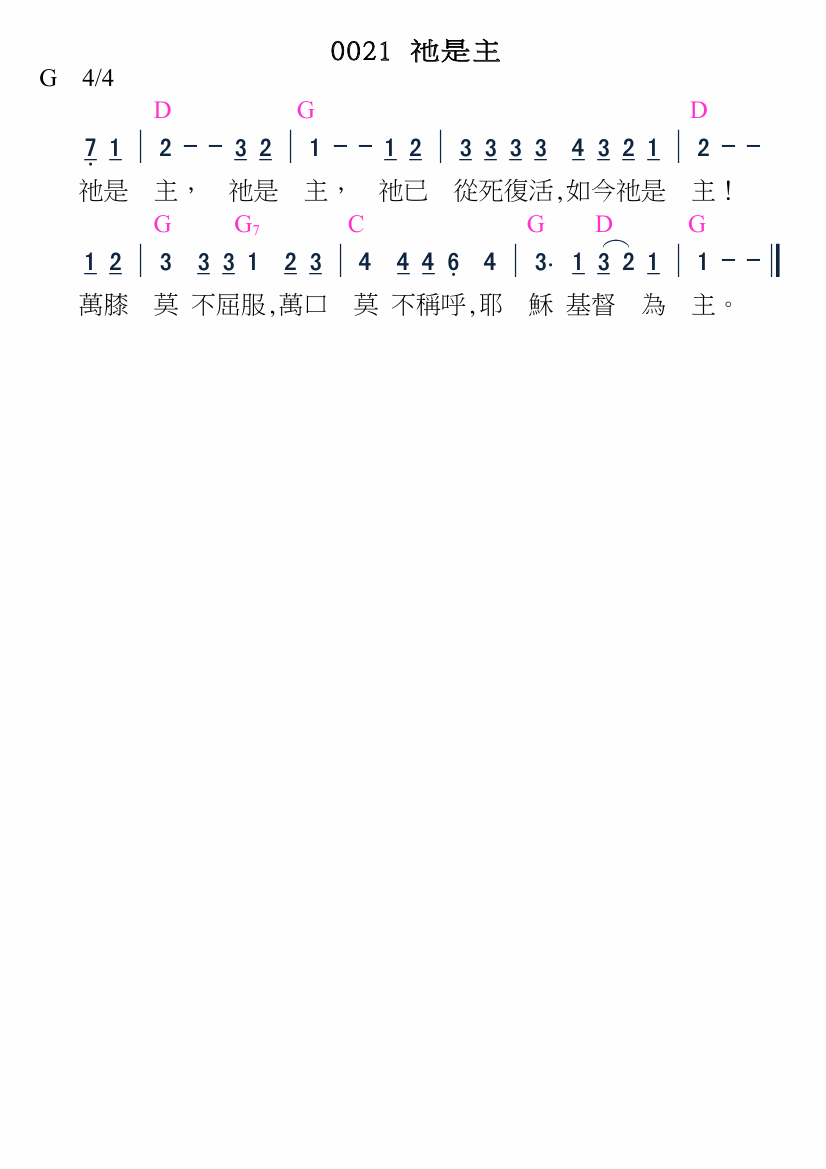 0021 祂是主
G 4/4
D G D
7 1 | 2 - - 3 2 | 1 - - 1 2 | 3 3 3 3 4 3 2 1 | 2 - -
祂是 主， 祂是 主， 祂已 從死復活,如今祂是 主！
G G7 C G D G
1 2 | 3 3 3 1 2 3 | 4 4 4 6 4 | 3. 1 3 2 1 | 1 - - ||
萬膝 莫 不屈服,萬口 莫 不稱呼,耶 穌 基督 為 主。